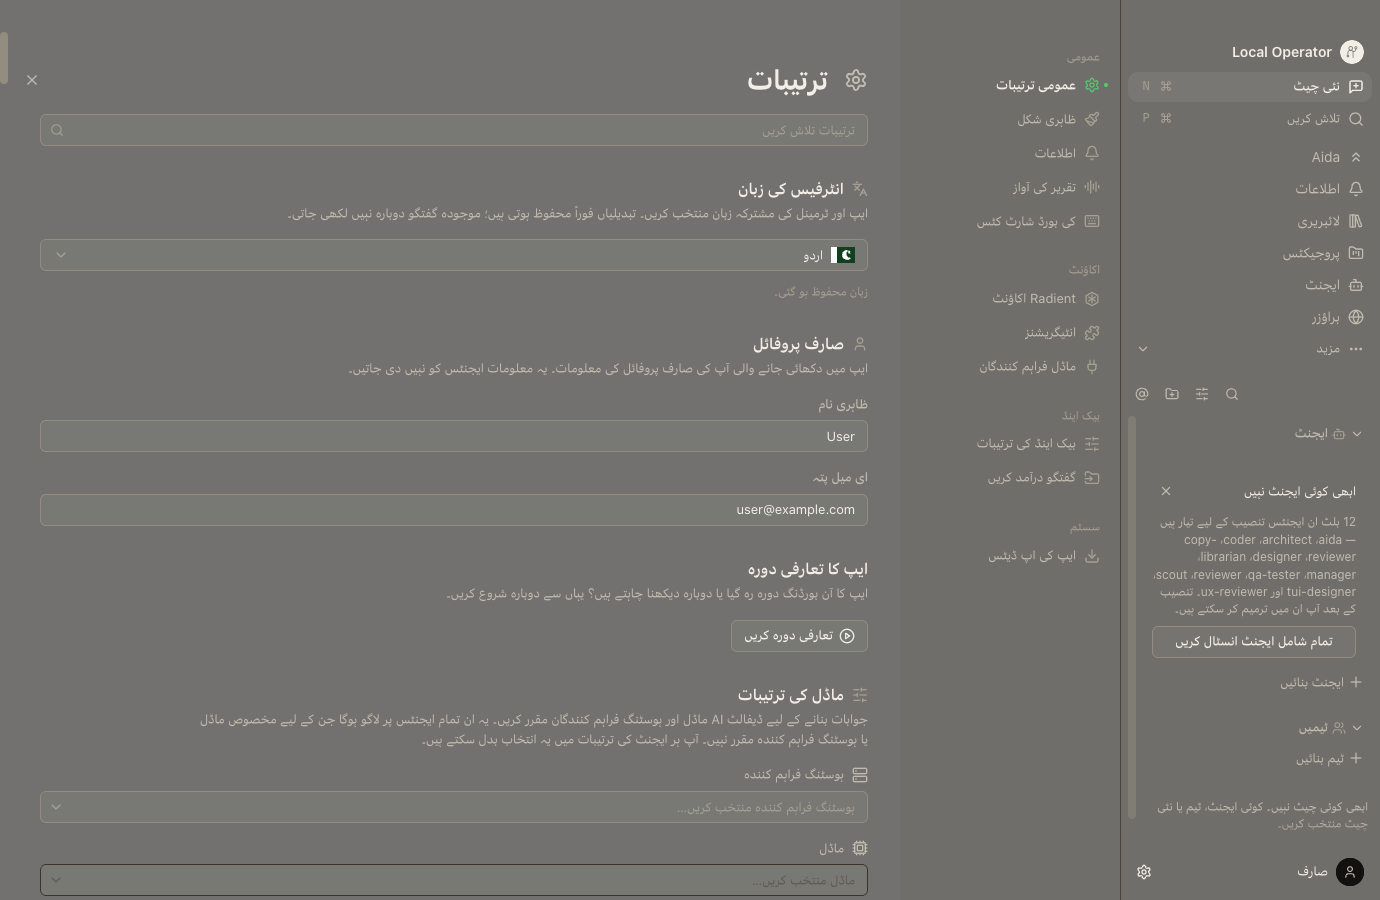 Local Operator
نئی چیٹ
⌘ N
تلاش کریں
⌘ P
Aida
اطلاعات
لائبریری
پروجیکٹس
ایجنٹ
براؤزر
مزید
ایجنٹ
ابھی کوئی ایجنٹ نہیں
12 بلٹ ان ایجنٹس تنصیب کے لیے تیار ہیں
— aida، architect، coder، copy-
reviewer، designer، librarian،
manager، qa-tester، reviewer، scout،
tui-designer اور ux-reviewer۔ تنصیب
کے بعد آپ ان میں ترمیم کر سکتے ہیں۔
تمام شامل ایجنٹ انسٹال کریں
ایجنٹ بنائیں
ٹیمیں
ٹیم بنائیں
ابھی کوئی چیٹ نہیں۔ کوئی ایجنٹ، ٹیم یا نئی
چیٹ منتخب کریں۔
صارف
عمومی
عمومی ترتیبات
ظاہری شکل
اطلاعات
تقریر کی آواز
کی بورڈ شارٹ کٹس
اکاؤنٹ
Radient اکاؤنٹ
انٹیگریشنز
ماڈل فراہم کنندگان
بیک اینڈ
بیک اینڈ کی ترتیبات
گفتگو درآمد کریں
سسٹم
ایپ کی اپ ڈیٹس
ترتیبات
ترتیبات تلاش کریں
انٹرفیس کی زبان
ایپ اور ٹرمینل کی مشترکہ زبان منتخب کریں۔ تبدیلیاں فوراً محفوظ ہوتی ہیں؛ موجودہ گفتگو دوبارہ نہیں لکھی جاتی۔
اردو
زبان محفوظ ہو گئی۔
صارف پروفائل
ایپ میں دکھائی جانے والی آپ کی صارف پروفائل کی معلومات۔ یہ معلومات ایجنٹس کو نہیں دی جاتیں۔
ظاہری نام
User
ای میل پتہ
user@example.com
ایپ کا تعارفی دورہ
ایپ کا آن بورڈنگ دورہ رہ گیا یا دوبارہ دیکھنا چاہتے ہیں؟ یہاں سے دوبارہ شروع کریں۔
تعارفی دورہ کریں
ماڈل کی ترتیبات
جوابات بنانے کے لیے ڈیفالٹ AI ماڈل اور ہوسٹنگ فراہم کنندگان مقرر کریں۔ یہ ان تمام ایجنٹس پر لاگو ہوگا جن کے لیے مخصوص ماڈل
یا ہوسٹنگ فراہم کنندہ مقرر نہیں۔ آپ ہر ایجنٹ کی ترتیبات میں یہ انتخاب بدل سکتے ہیں۔
ہوسٹنگ فراہم کنندہ
ہوسٹنگ فراہم کنندہ منتخب کریں...
ماڈل
ماڈل منتخب کریں...